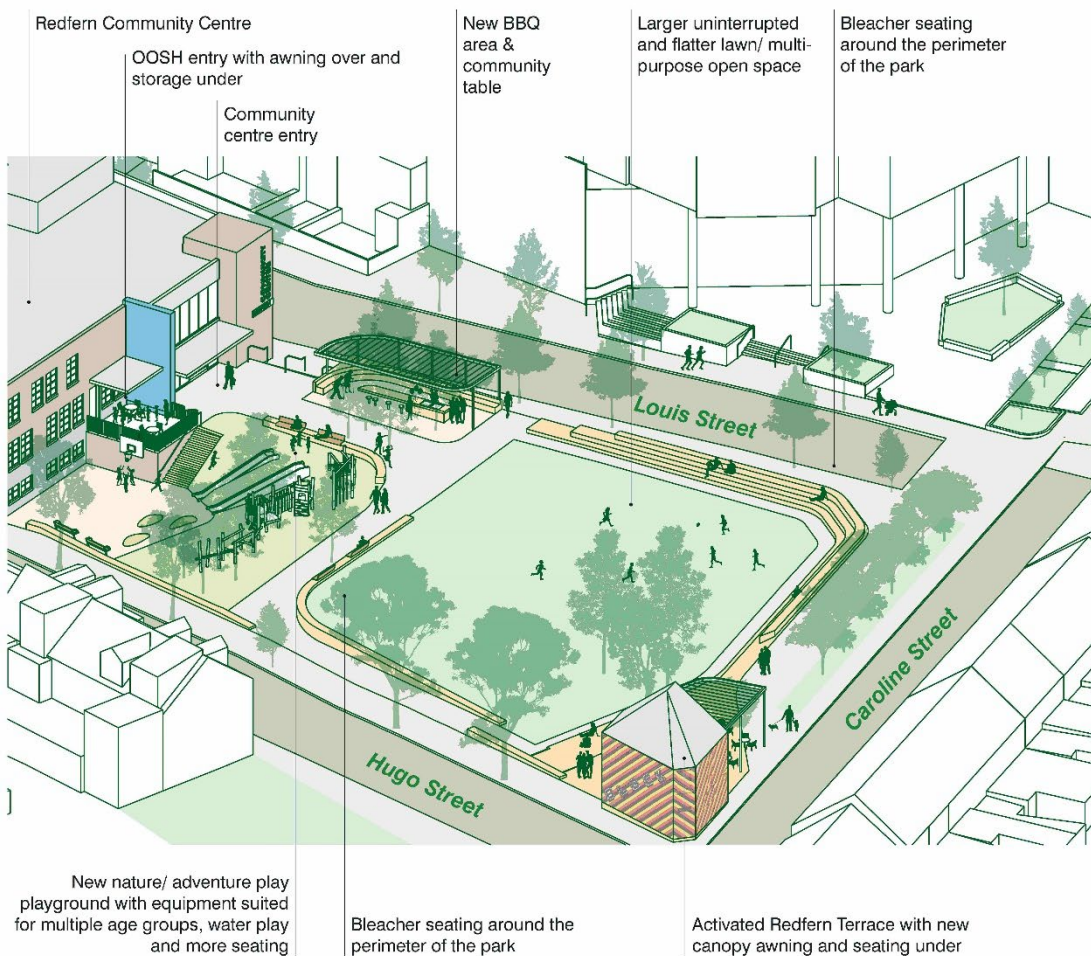 Redfern Community Centre
OOSH entry with awning over and
storage under
Community
centre entry
New BBQ
area &
community
table
Larger uninterrupted
and flatter lawn/ multi-
purpose open space
Bleacher seating
around the perimeter
of the park
Louis Street
Caroline Street
Hugo Street
New nature/ adventure play
playground with equipment suited
for multiple age groups, water play
and more seating
Bleacher seating around the
perimeter of the park
Activated Redfern Terrace with new
canopy awning and seating under